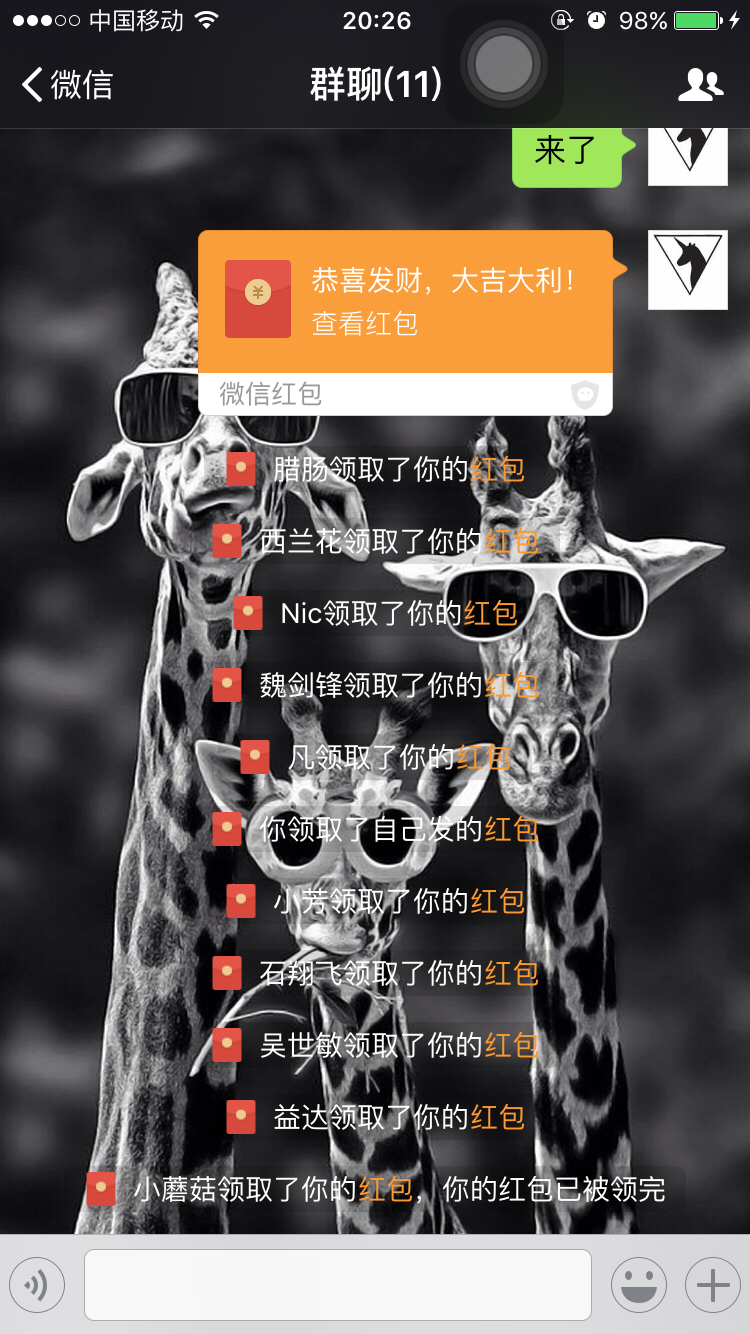 中国移动 20:26 98%
微信 群聊(11)
来了
恭喜发财，大吉大利！
查看红包
微信红包
腊肠领取了你的红包
西兰花领取了你的红包
Nic领取了你的红包
魏剑锋领取了你的红包
凡领取了你的红包
你领取了自己发的红包
小芳领取了你的红包
石翔飞领取了你的红包
吴世敏领取了你的红包
益达领取了你的红包
小蘑菇领取了你的红包，你的红包已被领完